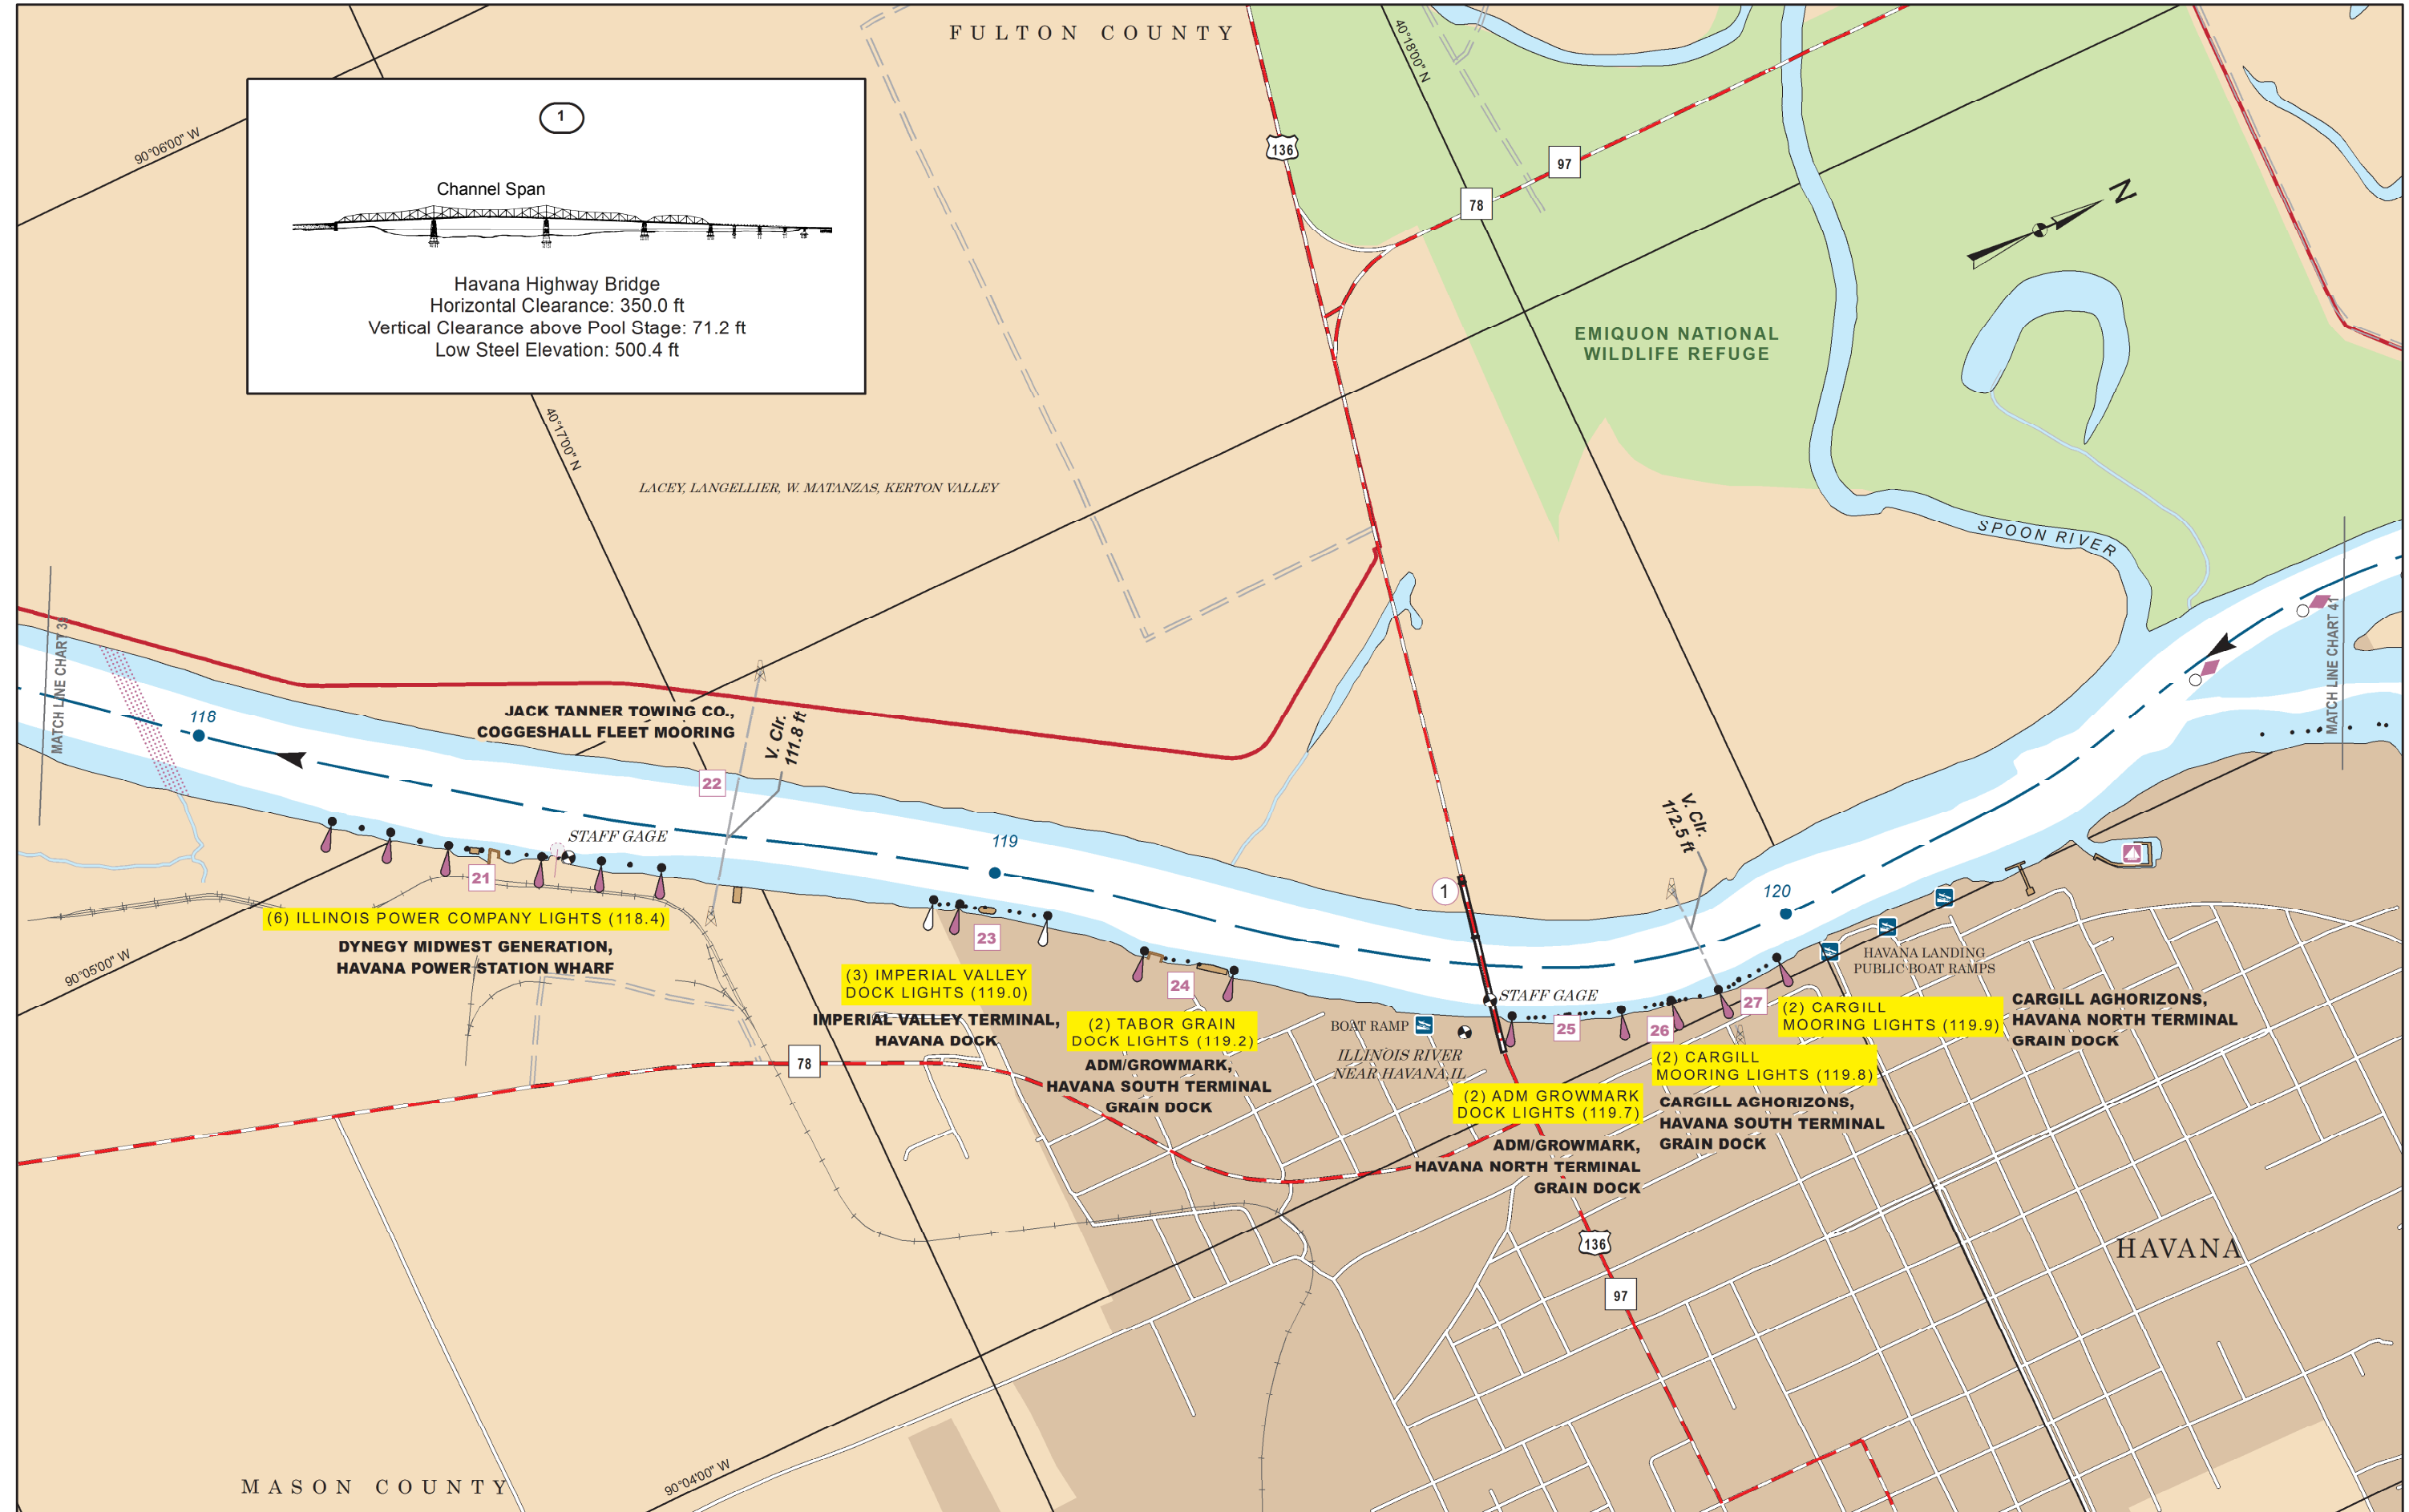 FULTON COUNTY
40°18'00" N
1
Channel Span
Havana Highway Bridge
Horizontal Clearance: 350.0 ft
Vertical Clearance above Pool Stage: 71.2 ft
Low Steel Elevation: 500.4 ft
90°06'00" W
136
97
78
N
EMIQUON NATIONAL
WILDLIFE REFUGE
40°17'00" N
LACEY, LANGELLIER, W. MATANZAS, KERTON VALLEY
SPOON RIVER
MATCH LINE CHART
MATCH LINE CHART 41
118
JACK TANNER TOWING CO.,
COGGESHALL FLEET MOORING
22
V. Clr.
111.8 ft
STAFF GAGE
21
119
1
V. Clr.
112.5 ft
120
(6) ILLINOIS POWER COMPANY LIGHTS (118.4)
DYNEGY MIDWEST GENERATION,
HAVANA POWER STATION WHARF
90°05'00" W
23
(3) IMPERIAL VALLEY
DOCK LIGHTS (119.0)
IMPERIAL VALLEY TERMINAL,
HAVANA DOCK
24
(2) TABOR GRAIN
DOCK LIGHTS (119.2)
ADM/GROWMARK,
HAVANA SOUTH TERMINAL
GRAIN DOCK
78
STAFF GAGE
BOAT RAMP
ILLINOIS RIVER
NEAR HAVANA,IL
25
26
27
HAVANA LANDING
PUBLIC BOAT RAMPS
(2) CARGILL
MOORING LIGHTS (119.9)
CARGILL AGHORIZONS,
HAVANA NORTH TERMINAL
GRAIN DOCK
(2) CARGILL
MOORING LIGHTS (119.8)
CARGILL AGHORIZONS,
HAVANA SOUTH TERMINAL
GRAIN DOCK
(2) ADM GROWMARK
DOCK LIGHTS (119.7)
ADM/GROWMARK,
HAVANA NORTH TERMINAL
GRAIN DOCK
136
97
HAVANA
MASON COUNTY
90°04'00" W